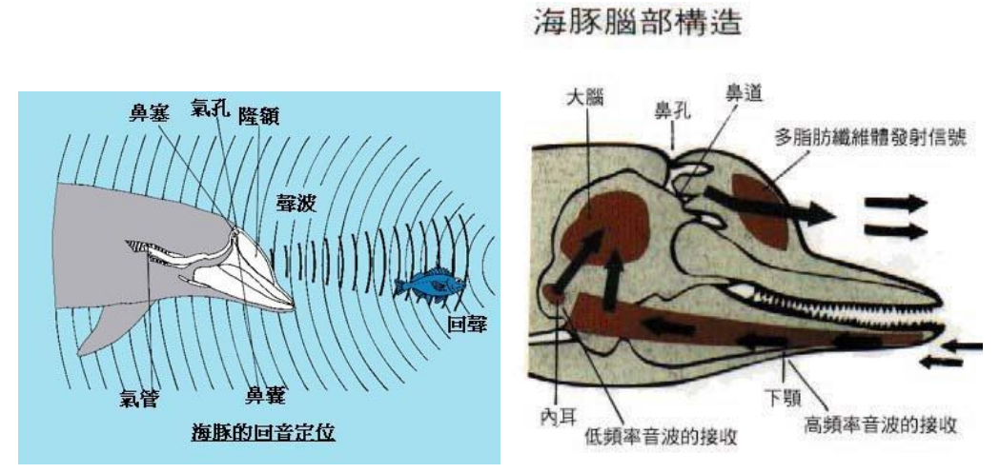 海豚腦部構造
鼻塞
氣孔
隆額
聲波
回聲
氣管
鼻囊
海豚的回音定位
大腦
鼻孔
鼻道
多脂肪纖維體發射信號
內耳
低頻率音波的接收
下顎
高頻率音波的接收